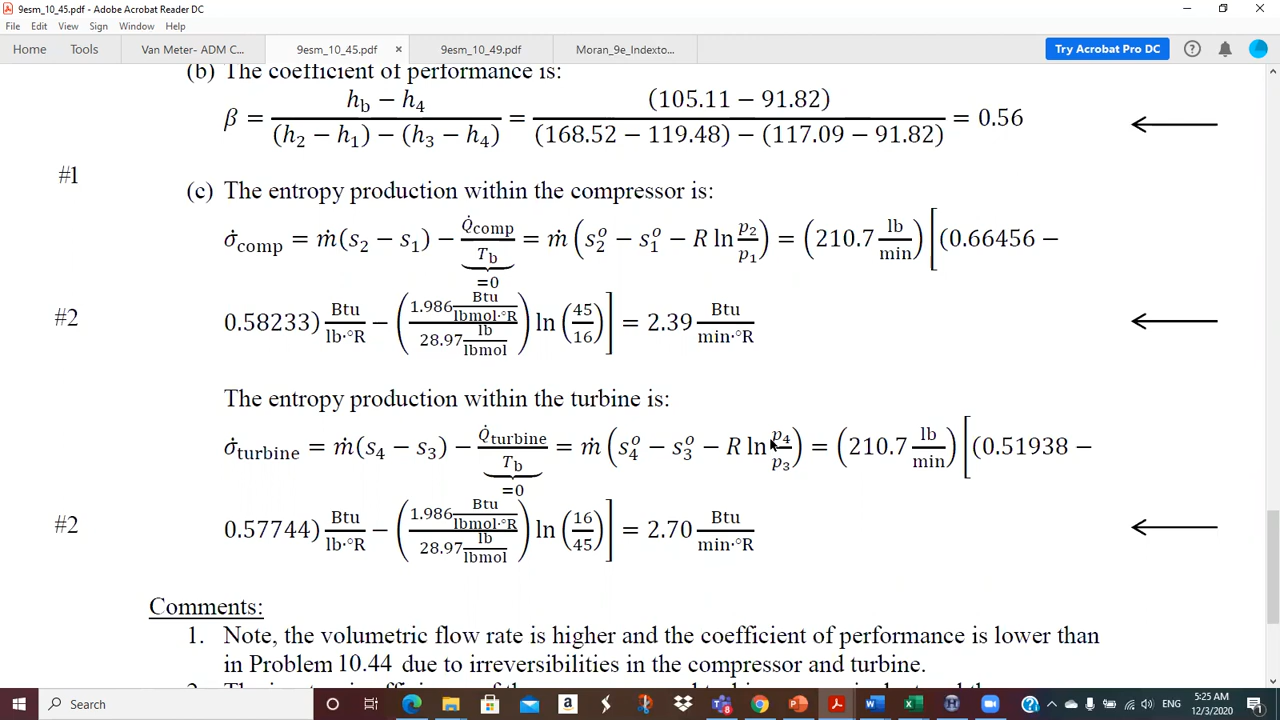 9esm_10_45.pdf - Adobe Acrobat Reader DC
File Edit View Sign Window Help
Home Tools Van Meter- ADM C... 9esm_10_45.pdf × 9esm_10_49.pdf Moran_9e_Indexto... Try Acrobat Pro DC
(b) The coefficient of performance is:
β = (h_b − h_4) / ((h_2 − h_1) − (h_3 − h_4)) = (105.11 − 91.82) / ((168.52 − 119.48) − (117.09 − 91.82)) = 0.56
#1
(c) The entropy production within the compressor is:
σ̇_comp = ṁ(s_2 − s_1) − Q̇_comp / T_b (=0) = ṁ (s_2^o − s_1^o − R ln p_2/p_1) = (210.7 lb/min) [(0.66456 −
#2 0.58233) Btu/lb·°R − (1.986 Btu/lbmol·°R / 28.97 lb/lbmol) ln (45/16)] = 2.39 Btu/min·°R
The entropy production within the turbine is:
σ̇_turbine = ṁ(s_4 − s_3) − Q̇_turbine / T_b (=0) = ṁ (s_4^o − s_3^o − R ln p_4/p_3) = (210.7 lb/min) [(0.51938 −
#2 0.57744) Btu/lb·°R − (1.986 Btu/lbmol·°R / 28.97 lb/lbmol) ln (16/45)] = 2.70 Btu/min·°R
Comments:
1. Note, the volumetric flow rate is higher and the coefficient of performance is lower than
in Problem 10.44 due to irreversibilities in the compressor and turbine.
Search
ENG
5:25 AM
12/3/2020